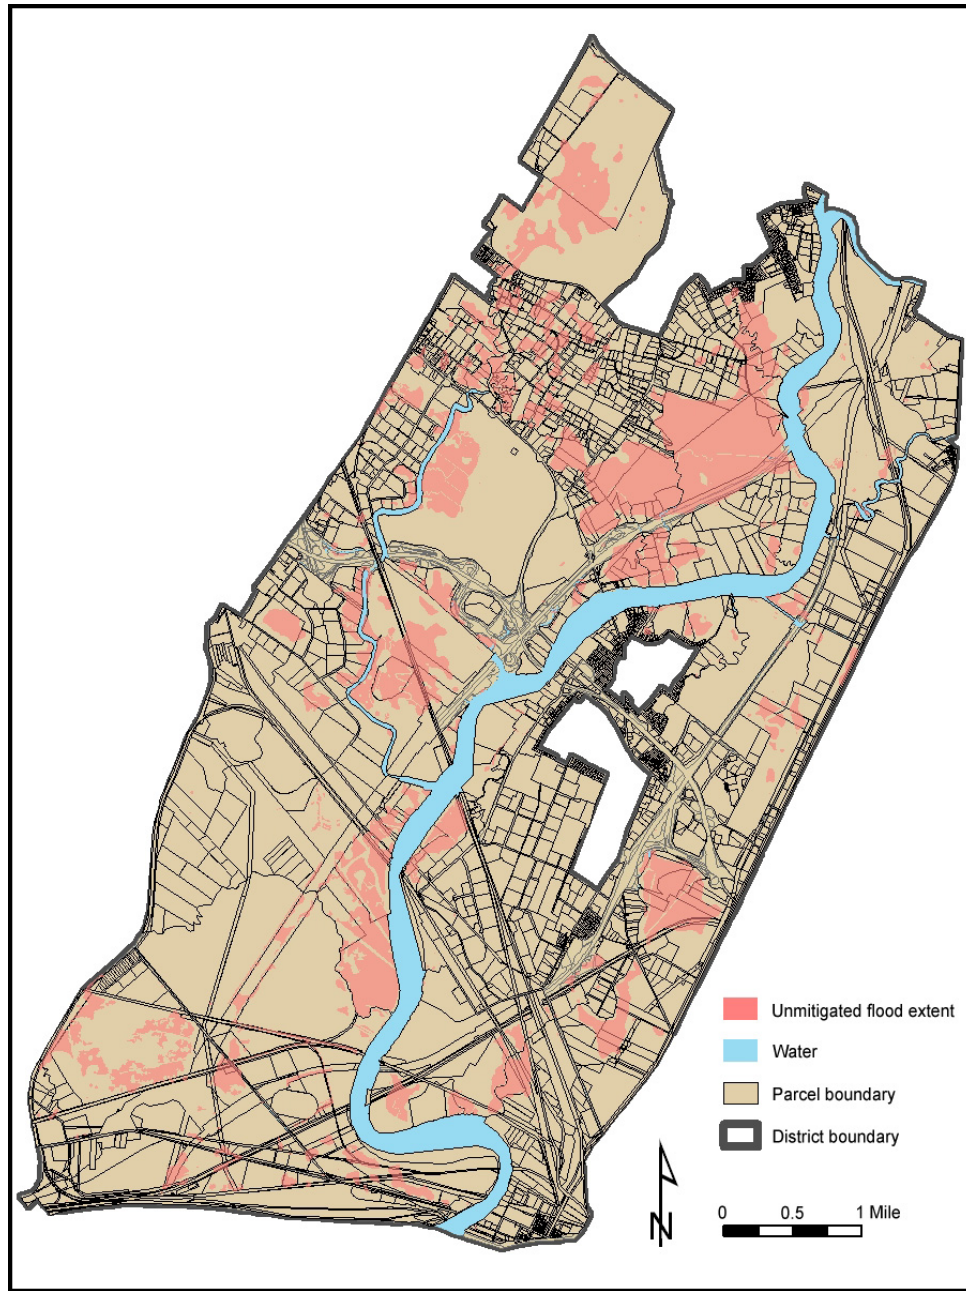 Unmitigated flood extent
Water
Parcel boundary
District boundary
N
0 0.5 1 Mile